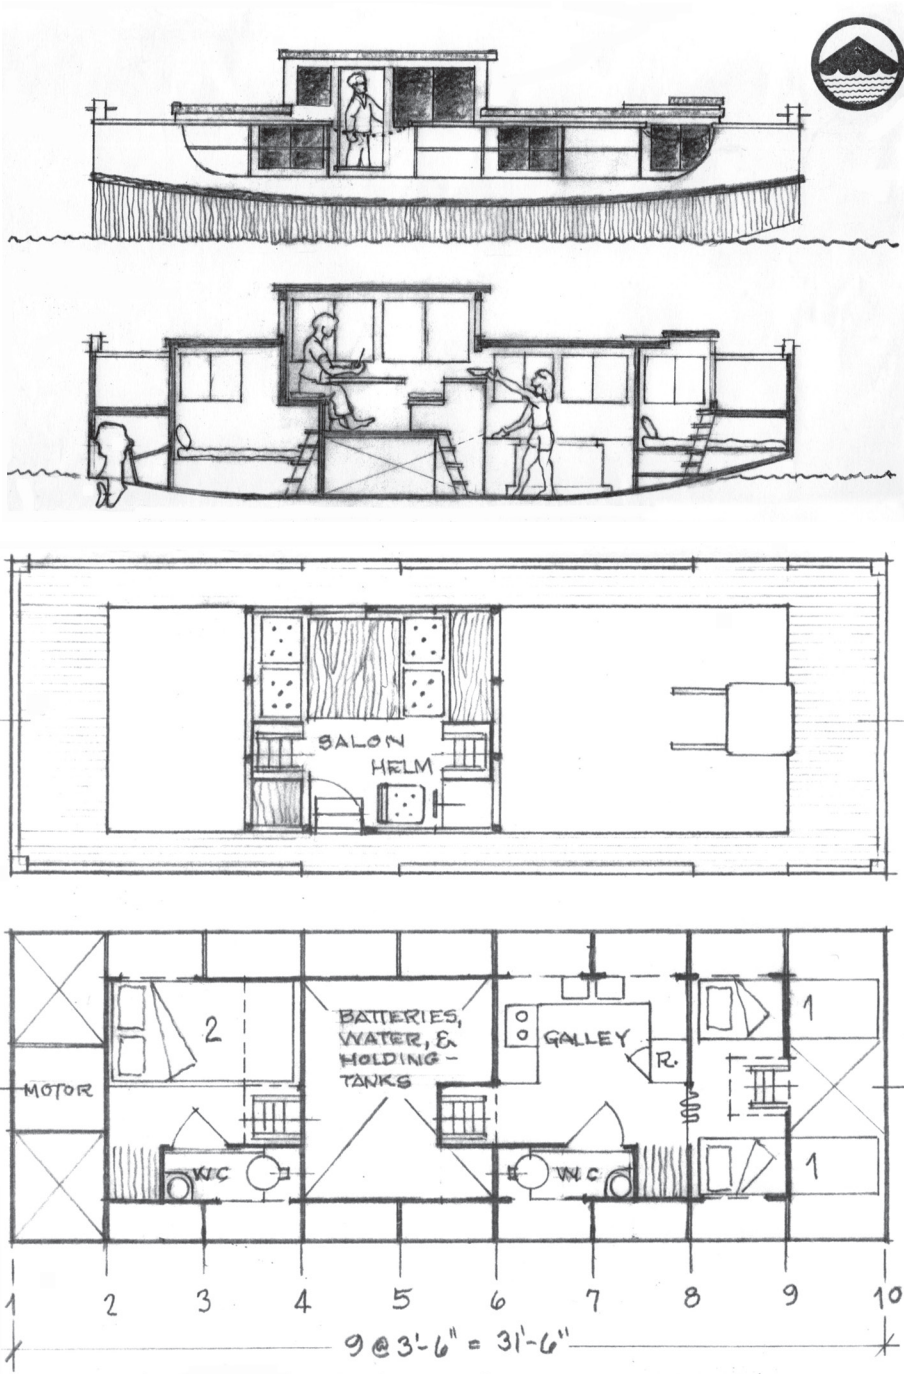 SALON
HELM
BATTERIES,
WATER, &
HOLDING-
TANKS
2
GALLEY
R.
1
MOTOR
W.C
W.C
1
1 2 3 4 5 6 7 8 9 10
9 @ 3'-6" = 31'-6"